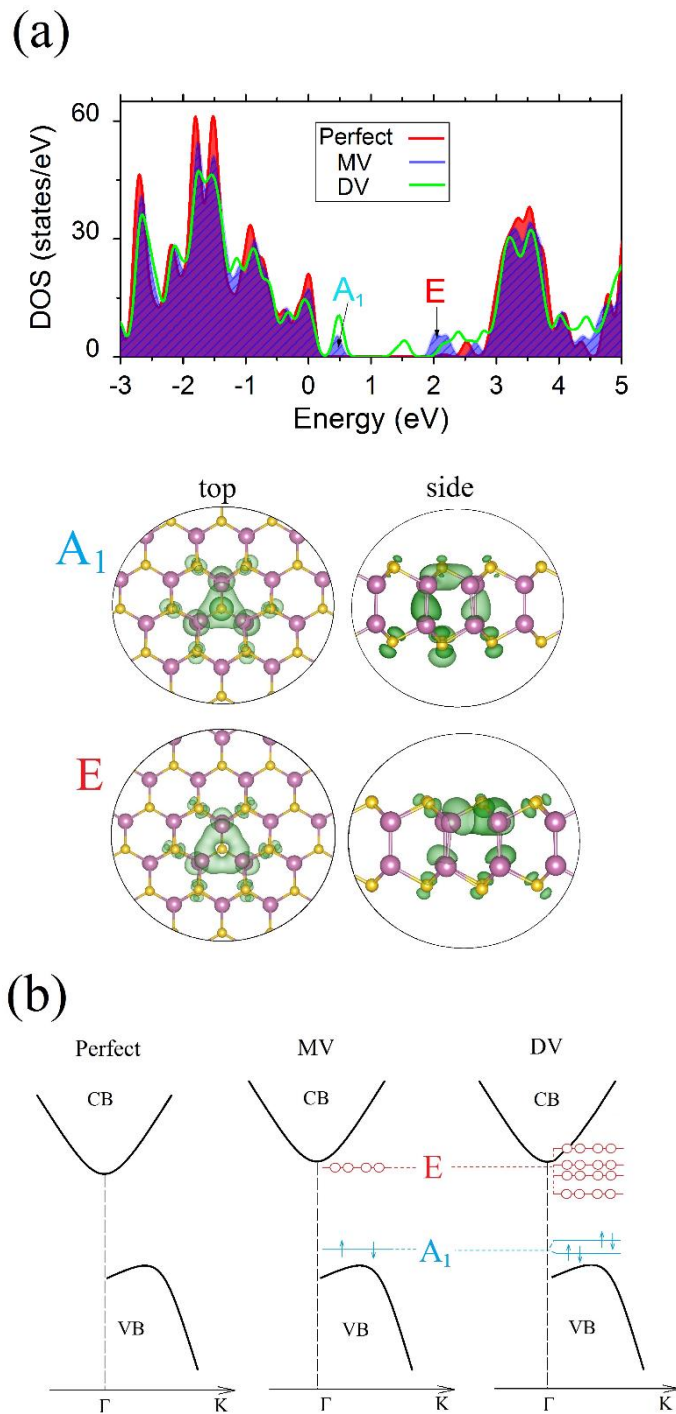 (a)
60
30
0
DOS (states/eV)
Perfect
MV
DV
A1
E
-3 -2 -1 0 1 2 3 4 5
Energy (eV)
top side
A1
E
(b)
Perfect MV DV
CB CB CB
E
A1
VB VB VB
Γ K Γ K Γ K